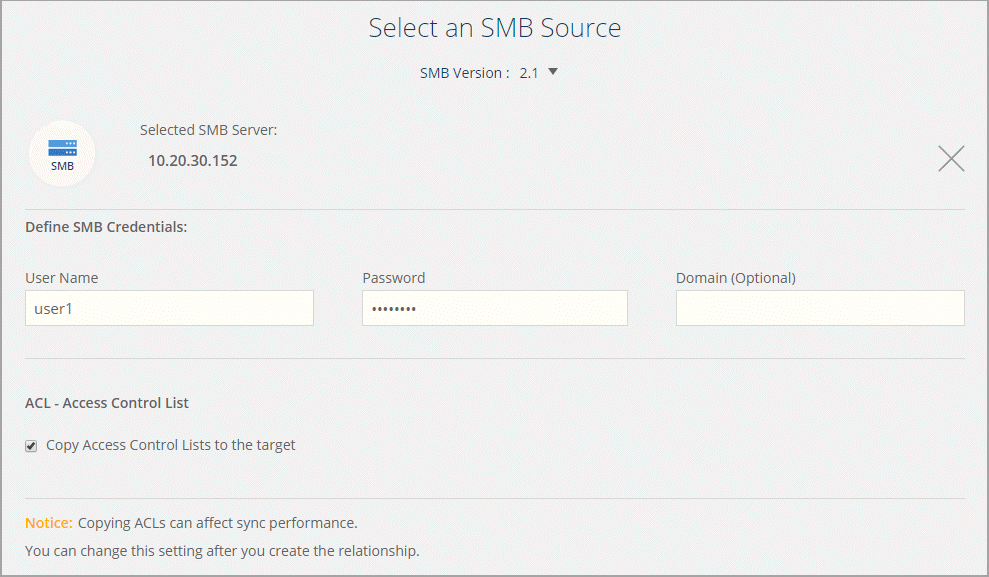 Select an SMB Source
SMB Version : 2.1
Selected SMB Server:
SMB
10.20.30.152
Define SMB Credentials:
User Name Password Domain (Optional)
user1 ••••••••
ACL - Access Control List
Copy Access Control Lists to the target
Notice: Copying ACLs can affect sync performance.
You can change this setting after you create the relationship.